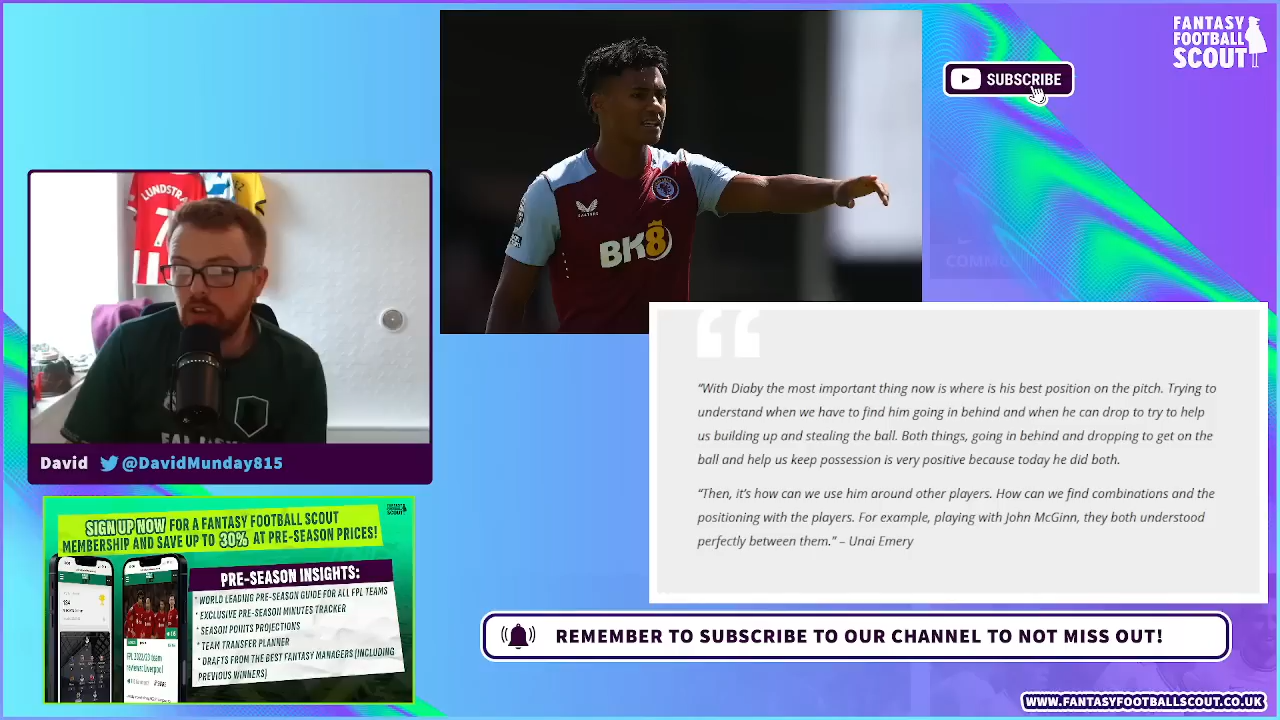 FANTASY
FOOTBALL
SCOUT
SUBSCRIBE
LUNDSTRA
7
CASTORE
BK8
David @DavidMunday815
“With Diaby the most important thing now is where is his best position on the pitch. Trying to
understand when we have to find him going in behind and when he can drop to try to help
us building up and stealing the ball. Both things, going in behind and dropping to get on the
ball and help us keep possession is very positive because today he did both.
“Then, it’s how can we use him around other players. How can we find combinations and the
positioning with the players. For example, playing with John McGinn, they both understood
perfectly between them.” – Unai Emery
SIGN UP NOW FOR A FANTASY FOOTBALL SCOUT
MEMBERSHIP AND SAVE UP TO 30% AT PRE-SEASON PRICES!
PRE-SEASON INSIGHTS:
* WORLD LEADING PRE-SEASON GUIDE FOR ALL FPL TEAMS
* EXCLUSIVE PRE-SEASON MINUTES TRACKER
* SEASON POINTS PROJECTIONS
* TEAM TRANSFER PLANNER
* DRAFTS FROM THE BEST FANTASY MANAGERS (INCLUDING
PREVIOUS WINNERS)
FPL 2022/23 team
reviews: Liverpool
REMEMBER TO SUBSCRIBE TO OUR CHANNEL TO NOT MISS OUT!
WWW.FANTASYFOOTBALLSCOUT.CO.UK